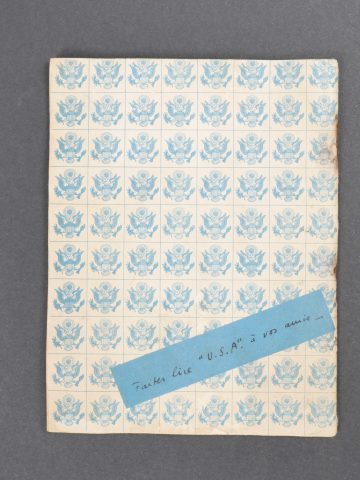 Faites lire "U.S.A." à vos amis _